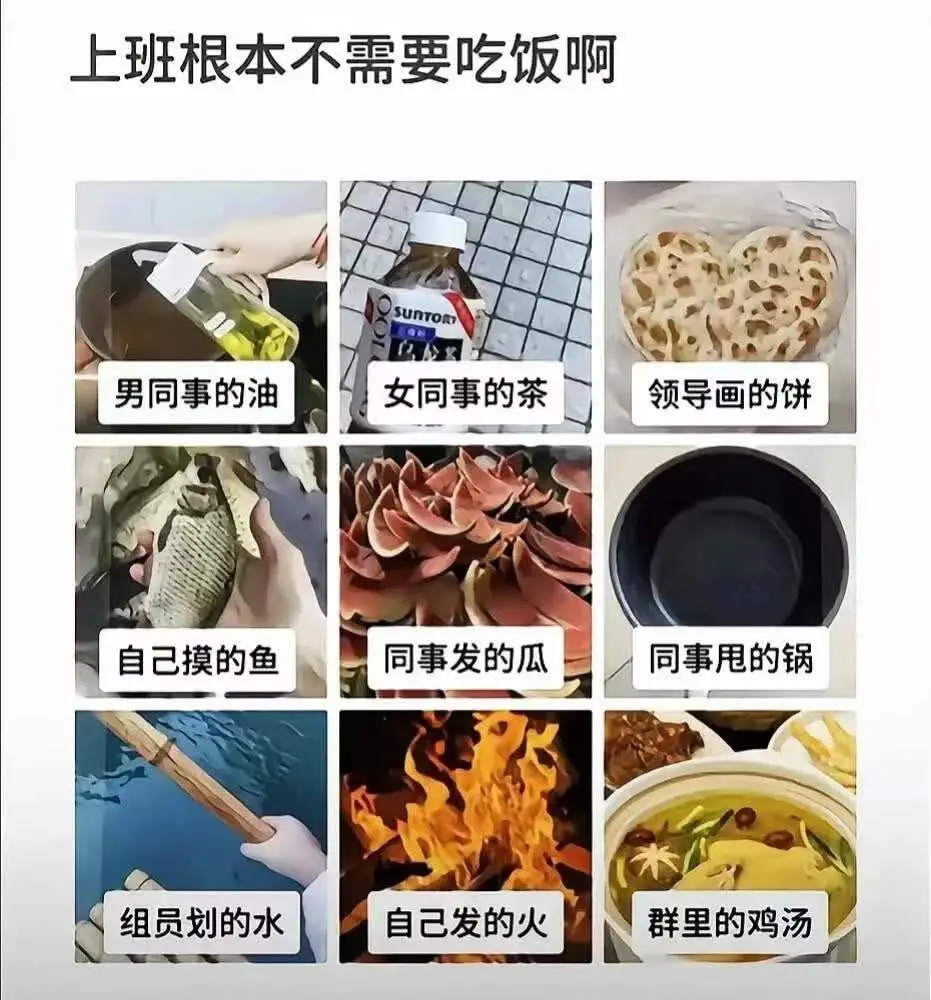 上班根本不需要吃饭啊
男同事的油
SUNTORY
女同事的茶
领导画的饼
自己摸的鱼
同事发的瓜
同事甩的锅
组员划的水
自己发的火
群里的鸡汤